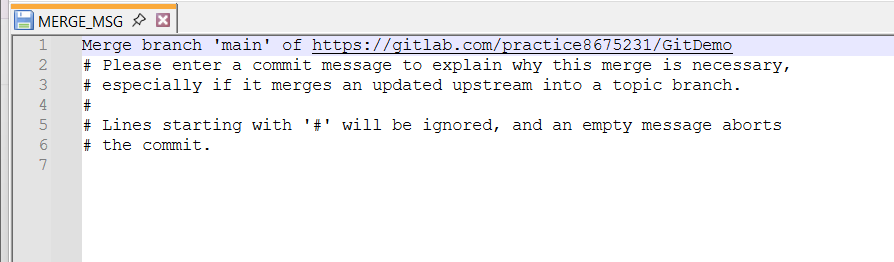 MERGE_MSG
1 Merge branch 'main' of https://gitlab.com/practice8675231/GitDemo
2 # Please enter a commit message to explain why this merge is necessary,
3 # especially if it merges an updated upstream into a topic branch.
4 #
5 # Lines starting with '#' will be ignored, and an empty message aborts
6 # the commit.
7